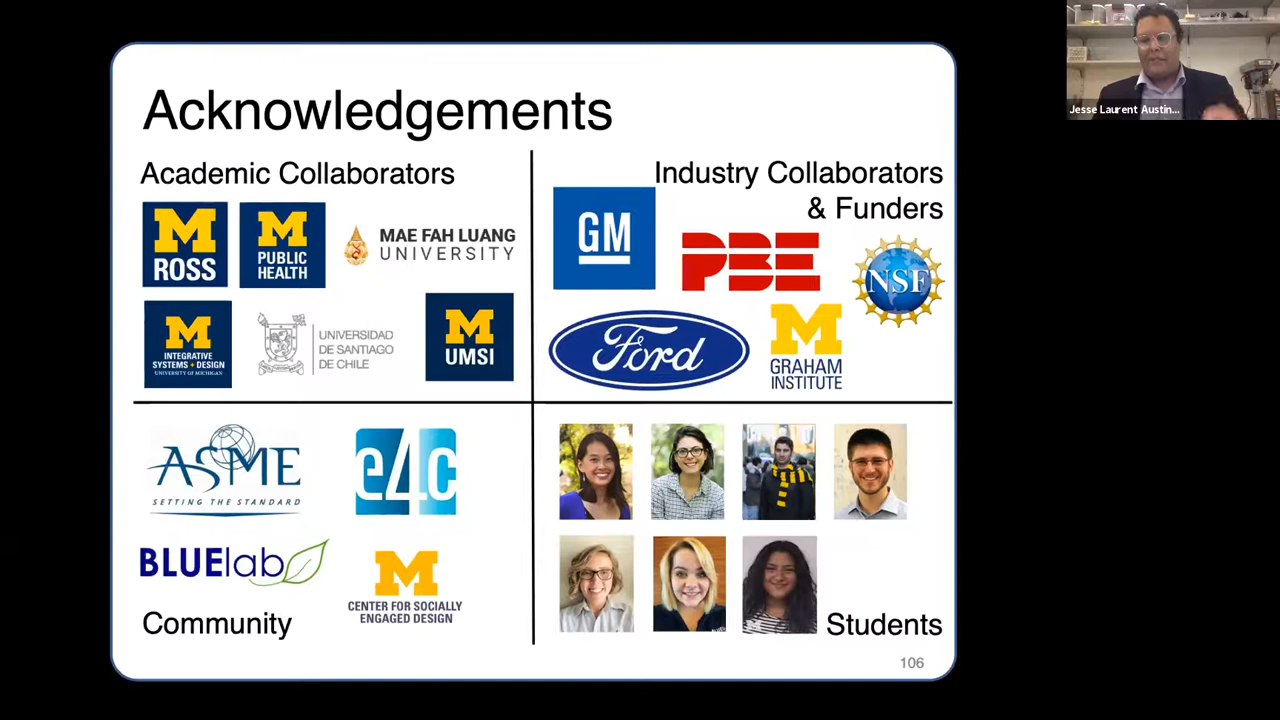 Acknowledgements
Academic Collaborators
M
ROSS
M
PUBLIC
HEALTH
MAE FAH LUANG
UNIVERSITY
M
INTEGRATIVE
SYSTEMS + DESIGN
UNIVERSITY OF MICHIGAN
UNIVERSIDAD
DE SANTIAGO
DE CHILE
M
UMSI
Industry Collaborators
& Funders
GM
PBE
NSF
Ford
M
GRAHAM
INSTITUTE
ASME
SETTING THE STANDARD
e4c
BLUElab
M
CENTER FOR SOCIALLY
ENGAGED DESIGN
Community
Students
106
Jesse Laurent Austin...